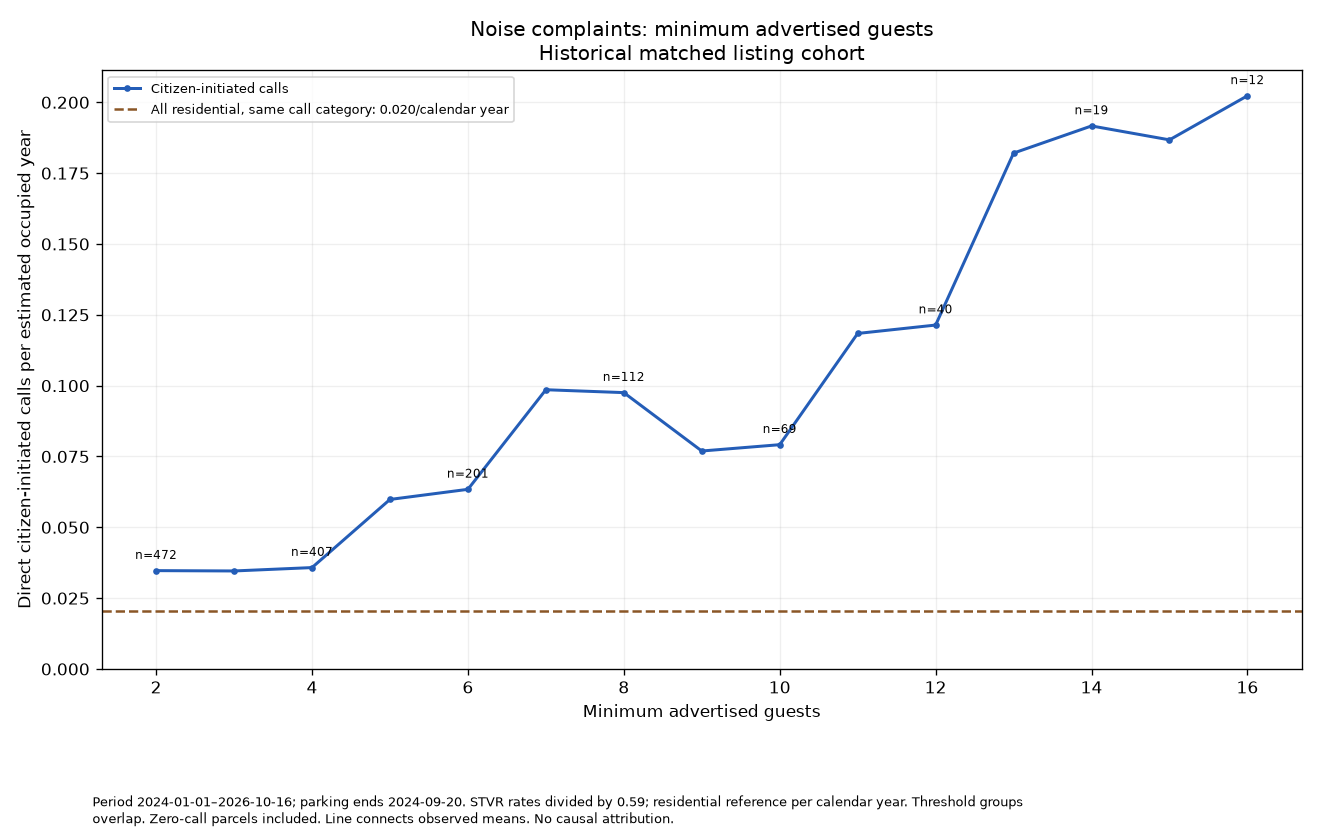 Noise complaints: minimum advertised guests
Historical matched listing cohort
Citizen-initiated calls
All residential, same call category: 0.020/calendar year
Direct citizen-initiated calls per estimated occupied year
0.200
0.175
0.150
0.125
0.100
0.075
0.050
0.025
0.000
n=472
n=407
n=201
n=112
n=69
n=40
n=19
n=12
2 4 6 8 10 12 14 16
Minimum advertised guests
Period 2024-01-01–2026-10-16; parking ends 2024-09-20. STVR rates divided by 0.59; residential reference per calendar year. Threshold groups
overlap. Zero-call parcels included. Line connects observed means. No causal attribution.